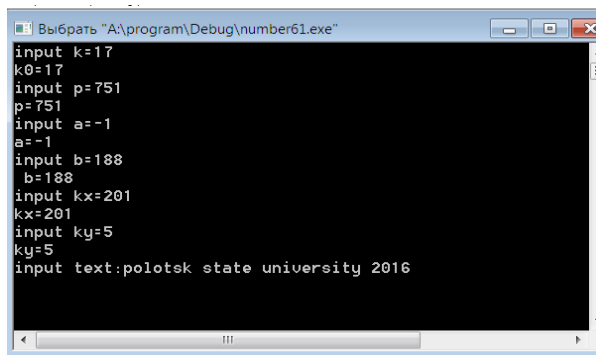 Выбрать "A:\program\Debug\number61.exe"
input k=17
k0=17
input p=751
p=751
input a=-1
a=-1
input b=188
 b=188
input kx=201
kx=201
input ky=5
ky=5
input text:polotsk state university 2016